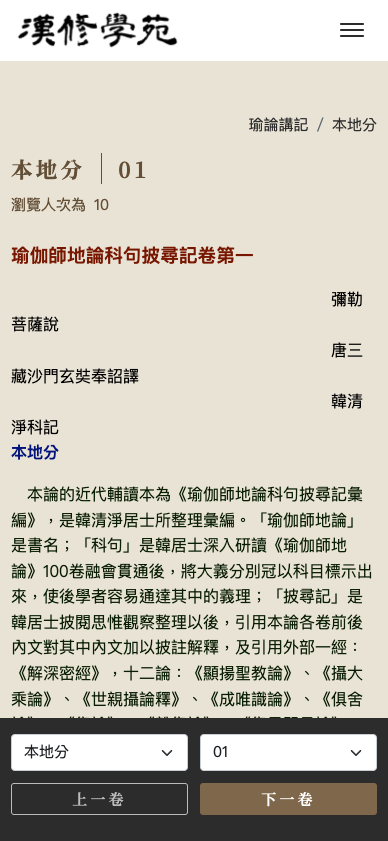 漢修學苑
瑜論講記 / 本地分
本地分 | 01
瀏覽人次為 10
瑜伽師地論科句披尋記卷第一
彌勒
菩薩說
唐三
藏沙門玄奘奉詔譯
韓清
淨科記
本地分
本論的近代輔讀本為《瑜伽師地論科句披尋記彙
編》，是韓清淨居士所整理彙編。「瑜伽師地論」
是書名；「科句」是韓居士深入研讀《瑜伽師地
論》100卷融會貫通後，將大義分別冠以科目標示出
來，使後學者容易通達其中的義理；「披尋記」是
韓居士披閱思惟觀察整理以後，引用本論各卷前後
內文對其中內文加以披註解釋，及引用外部一經：
《解深密經》，十二論：《顯揚聖教論》、《攝大
乘論》、《世親攝論釋》、《成唯識論》、《俱舍
本地分
01
上一卷
下一卷